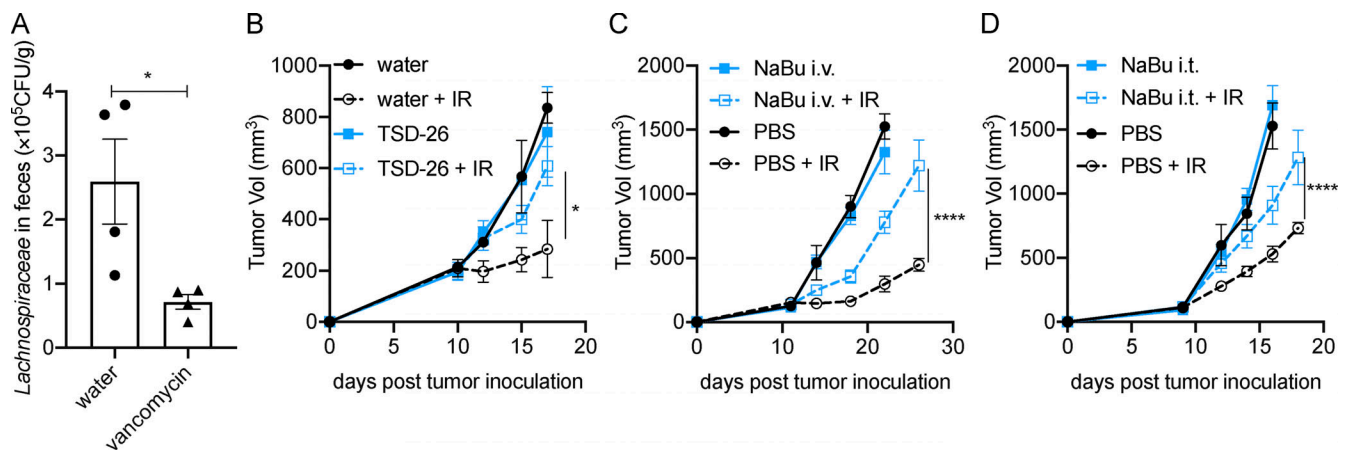 A
Lachnospiraceae in feces (×10⁵CFU/g)
5
4
3
2
1
0
*
water
vancomycin
B
water
water + IR
TSD-26
TSD-26 + IR
Tumor Vol (mm³)
1000
800
600
400
200
0
*
0 5 10 15 20
days post tumor inoculation
C
NaBu i.v.
NaBu i.v. + IR
PBS
PBS + IR
Tumor Vol (mm³)
2000
1500
1000
500
0
****
0 10 20 30
days post tumor inoculation
D
NaBu i.t.
NaBu i.t. + IR
PBS
PBS + IR
Tumor Vol (mm³)
2000
1500
1000
500
0
****
0 5 10 15 20
days post tumor inoculation